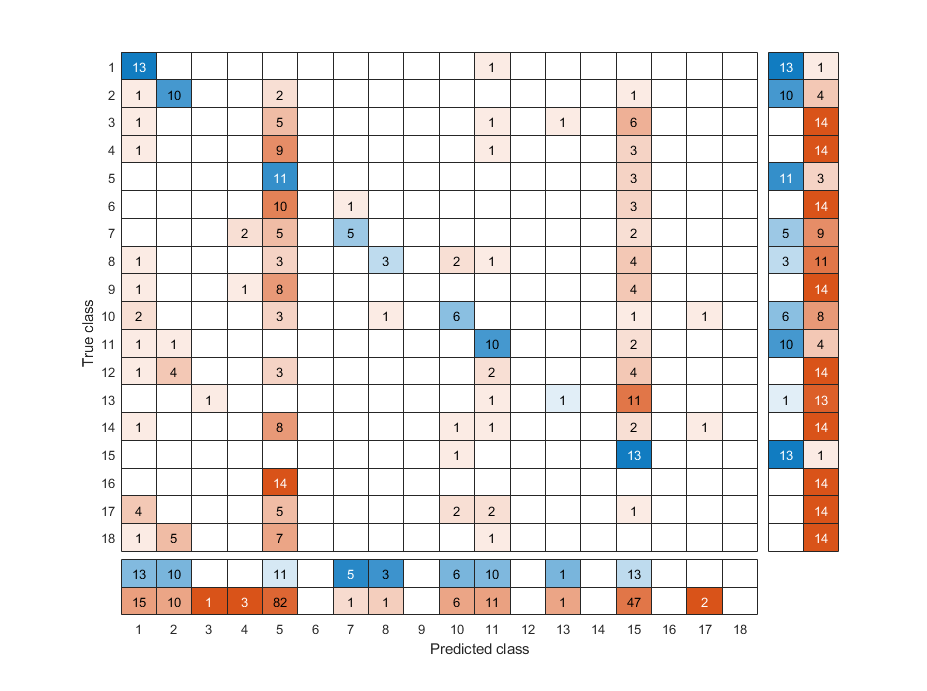 1 13 1 13 1
2 1 10 2 1 10 4
3 1 5 1 1 6 14
4 1 9 1 3 14
5 11 3 11 3
6 10 1 3 14
7 2 5 5 2 5 9
8 1 3 3 2 1 4 3 11
9 1 1 8 4 14
10 2 3 1 6 1 1 6 8
11 1 1 10 2 10 4
12 1 4 3 2 4 14
13 1 1 1 11 1 13
14 1 8 1 1 2 1 14
15 1 13 13 1
16 14 14
17 4 5 2 2 1 14
18 1 5 7 1 14
True class
13 10 11 5 3 6 10 1 13
15 10 1 3 82 1 1 6 11 1 47 2
1 2 3 4 5 6 7 8 9 10 11 12 13 14 15 16 17 18
Predicted class